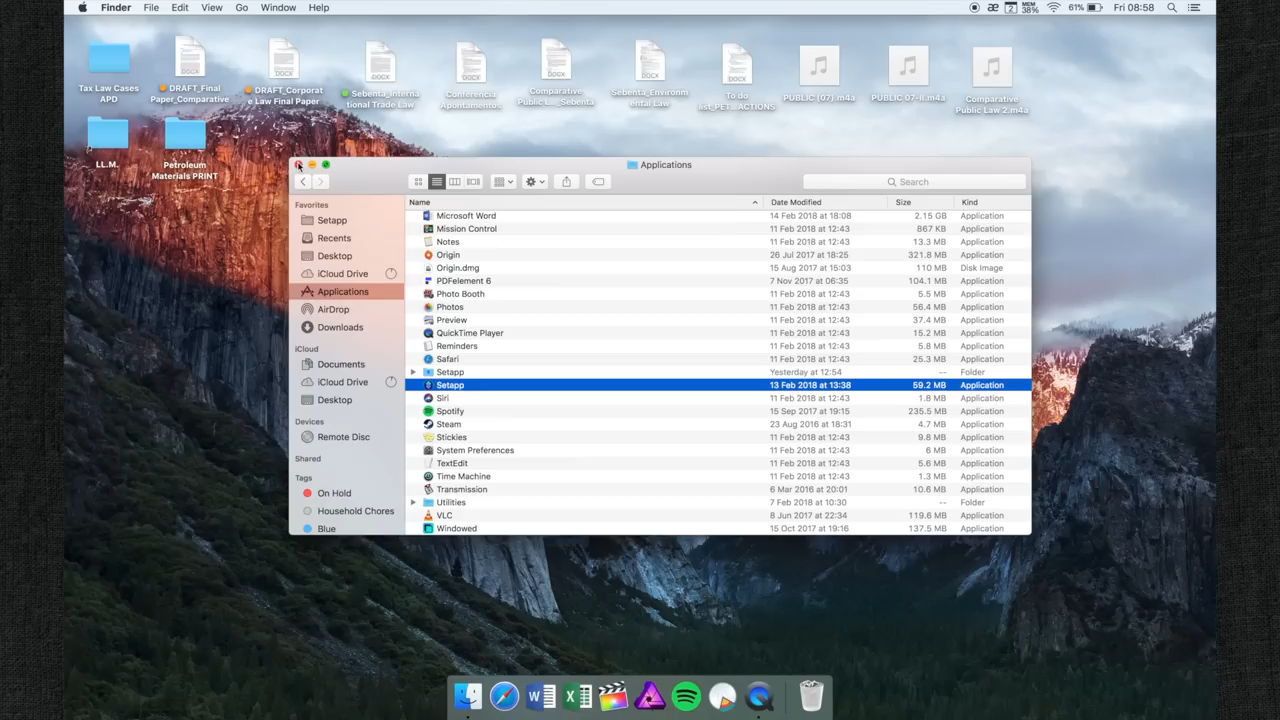 Finder File Edit View Go Window Help
æ 2 MEM 38% 61% Fri 08:58
Tax Law Cases
APD
DRAFT_Final
Paper_Comparative
DRAFT_Corporat
e Law Final Paper
Sebenta_Interna
tional Trade Law
Conferência
Apontamentos
Comparative
Public L..._Sebenta
Sebenta_Environm
ental Law
To do
list_PET...ACTIONS
PUBLIC (07).m4a
PUBLIC 07-II.m4a
Comparative
Public Law 2.m4a
LL.M.
Petroleum
Materials PRINT
Applications
Search
Favorites
Setapp
Recents
Desktop
iCloud Drive
Applications
AirDrop
Downloads
iCloud
Documents
iCloud Drive
Desktop
Devices
Remote Disc
Shared
Tags
On Hold
Household Chores
Blue
Name Date Modified Size Kind
Microsoft Word 14 Feb 2018 at 18:08 2.15 GB Application
Mission Control 11 Feb 2018 at 12:43 867 KB Application
Notes 11 Feb 2018 at 12:43 13.3 MB Application
Origin 26 Jul 2017 at 18:25 321.8 MB Application
Origin.dmg 15 Aug 2017 at 15:03 110 MB Disk Image
PDFelement 6 7 Nov 2017 at 06:35 104.1 MB Application
Photo Booth 11 Feb 2018 at 12:43 5.5 MB Application
Photos 11 Feb 2018 at 12:43 56.4 MB Application
Preview 11 Feb 2018 at 12:43 37.4 MB Application
QuickTime Player 11 Feb 2018 at 12:43 15.2 MB Application
Reminders 11 Feb 2018 at 12:43 5.8 MB Application
Safari 11 Feb 2018 at 12:43 25.3 MB Application
Setapp Yesterday at 12:54 -- Folder
Setapp 13 Feb 2018 at 13:38 59.2 MB Application
Siri 11 Feb 2018 at 12:43 1.8 MB Application
Spotify 15 Sep 2017 at 19:15 235.5 MB Application
Steam 23 Aug 2016 at 18:31 4.7 MB Application
Stickies 11 Feb 2018 at 12:43 9.8 MB Application
System Preferences 11 Feb 2018 at 12:43 6 MB Application
TextEdit 11 Feb 2018 at 12:43 5.6 MB Application
Time Machine 11 Feb 2018 at 12:43 1.3 MB Application
Transmission 6 Mar 2016 at 20:01 10.6 MB Application
Utilities 7 Feb 2018 at 10:30 -- Folder
VLC 8 Jun 2017 at 22:34 119.6 MB Application
Windowed 15 Oct 2017 at 19:16 137.5 MB Application